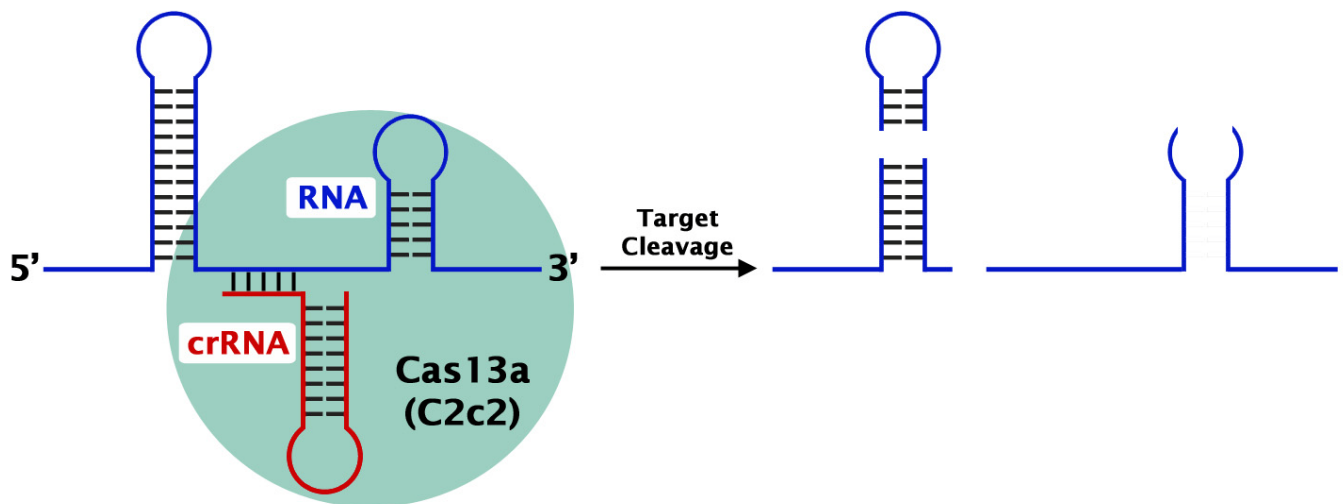 RNA
5’
3’
Target
Cleavage
crRNA
Cas13a
(C2c2)